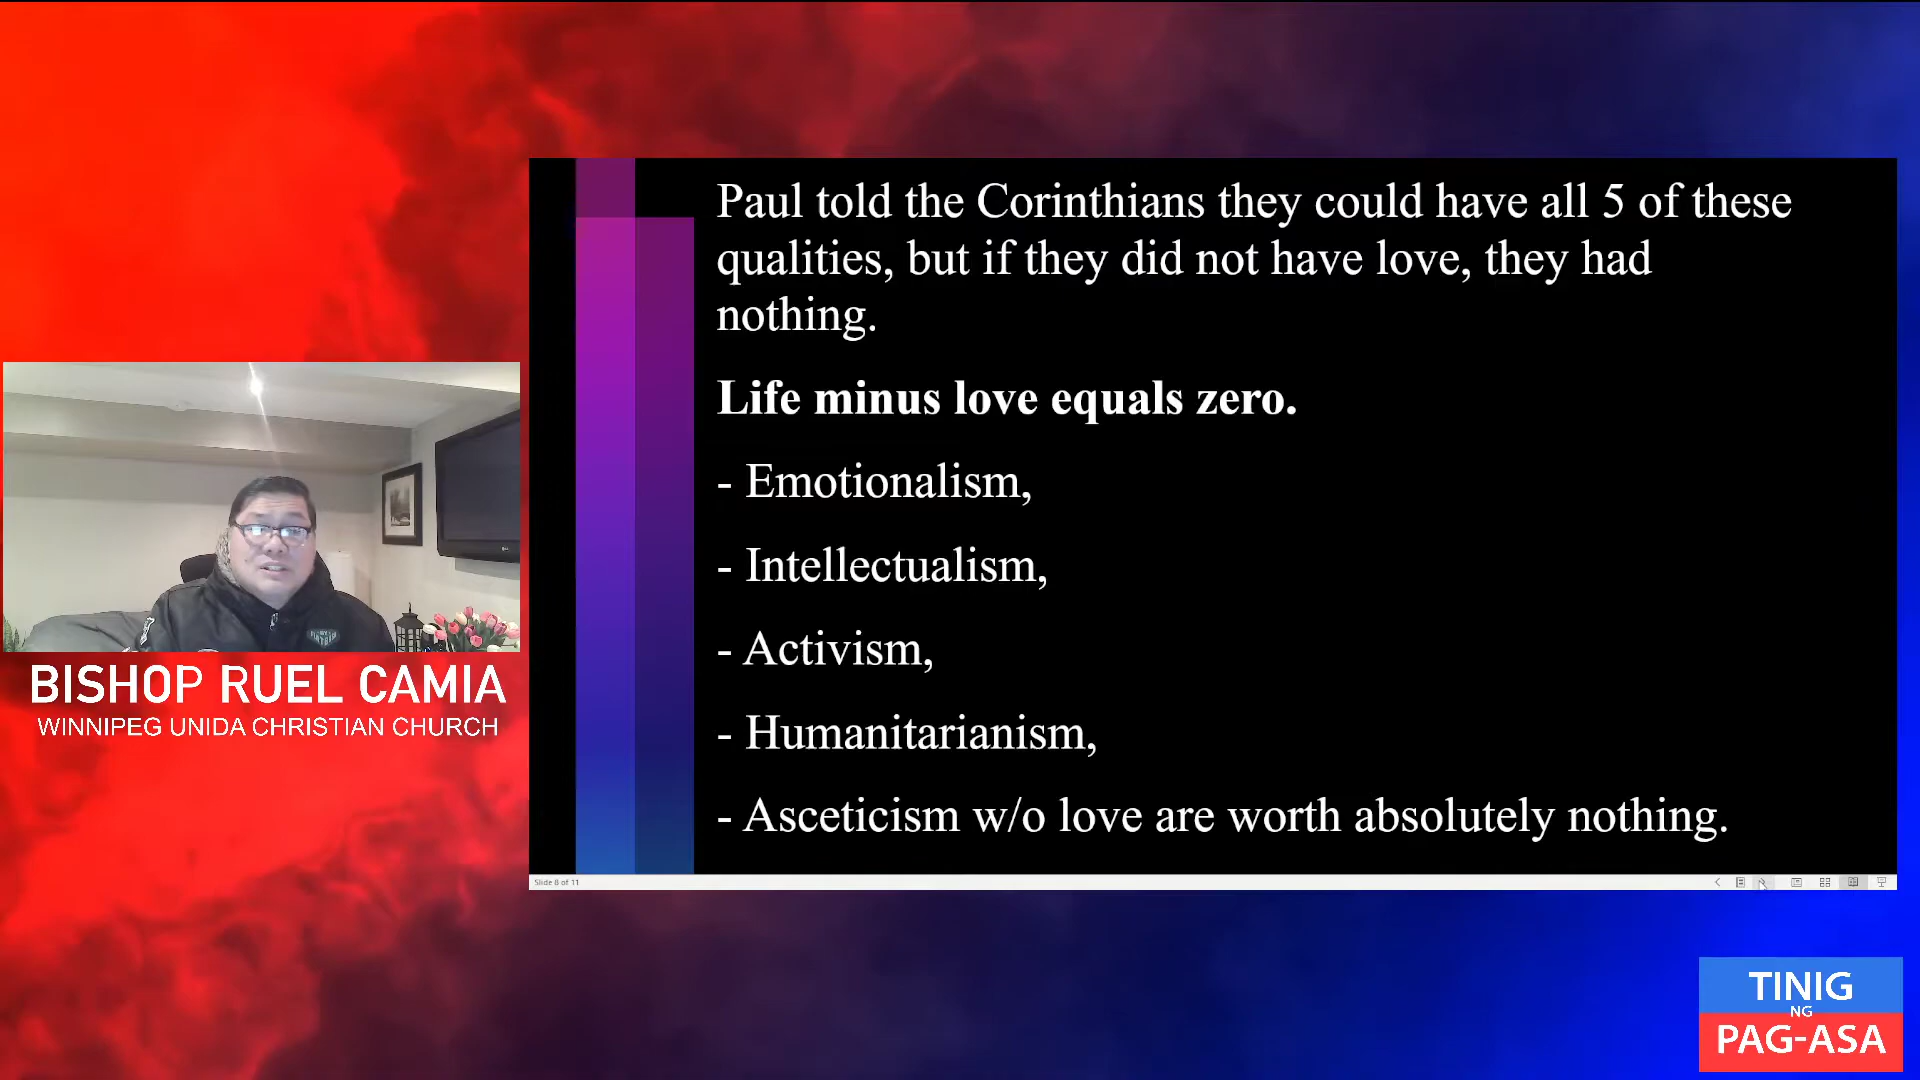 Paul told the Corinthians they could have all 5 of these
qualities, but if they did not have love, they had
nothing.
Life minus love equals zero.
- Emotionalism,
- Intellectualism,
- Activism,
- Humanitarianism,
- Asceticism w/o love are worth absolutely nothing.
Slide 8 of 11
BISHOP RUEL CAMIA
WINNIPEG UNIDA CHRISTIAN CHURCH
TINIG
NG
PAG-ASA